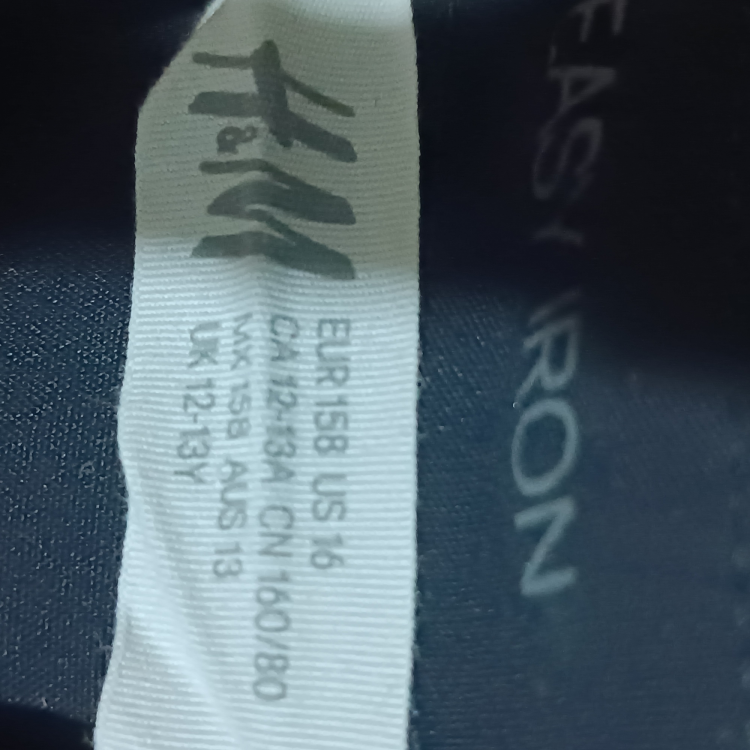 H&M
EUR 158 US 16
CA 12-13A CN 160/80
MX 158 AUS 13
UK 12-13Y
EASY IRON